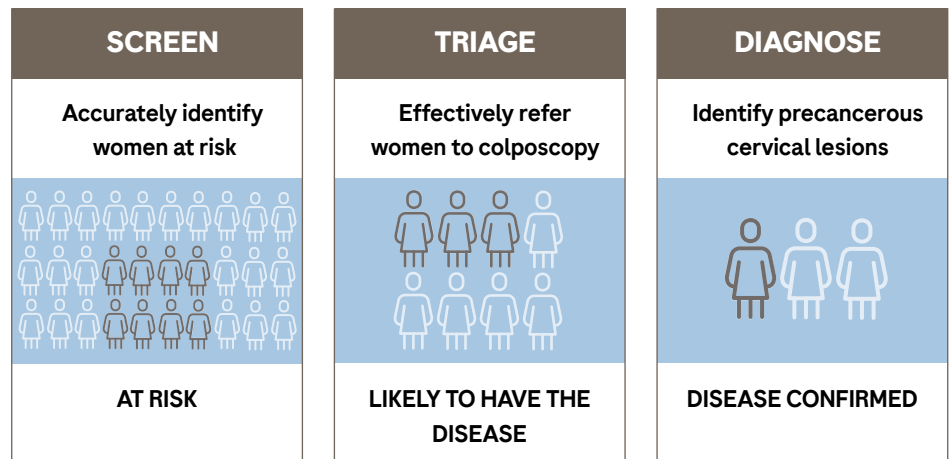 SCREEN
Accurately identify
women at risk
AT RISK
TRIAGE
Effectively refer
women to colposcopy
LIKELY TO HAVE THE
DISEASE
DIAGNOSE
Identify precancerous
cervical lesions
DISEASE CONFIRMED